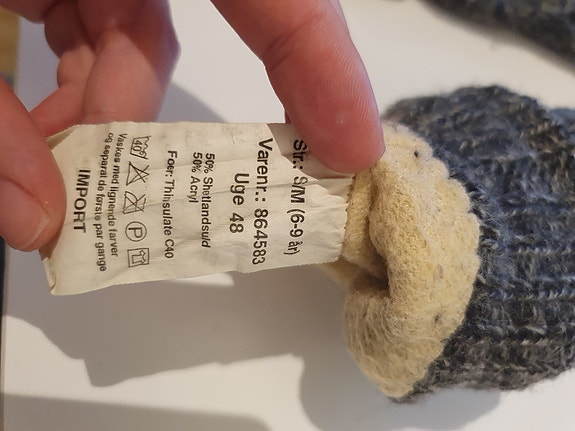 Str.: S/M (6-9 år)
Varenr.: 864583
Uge 48
50% Shetlandsuld
50% Acryl
Foer: Thinsulate C40
40°
P
Vaskes med lignende farver
og separat de første par gange
IMPORT